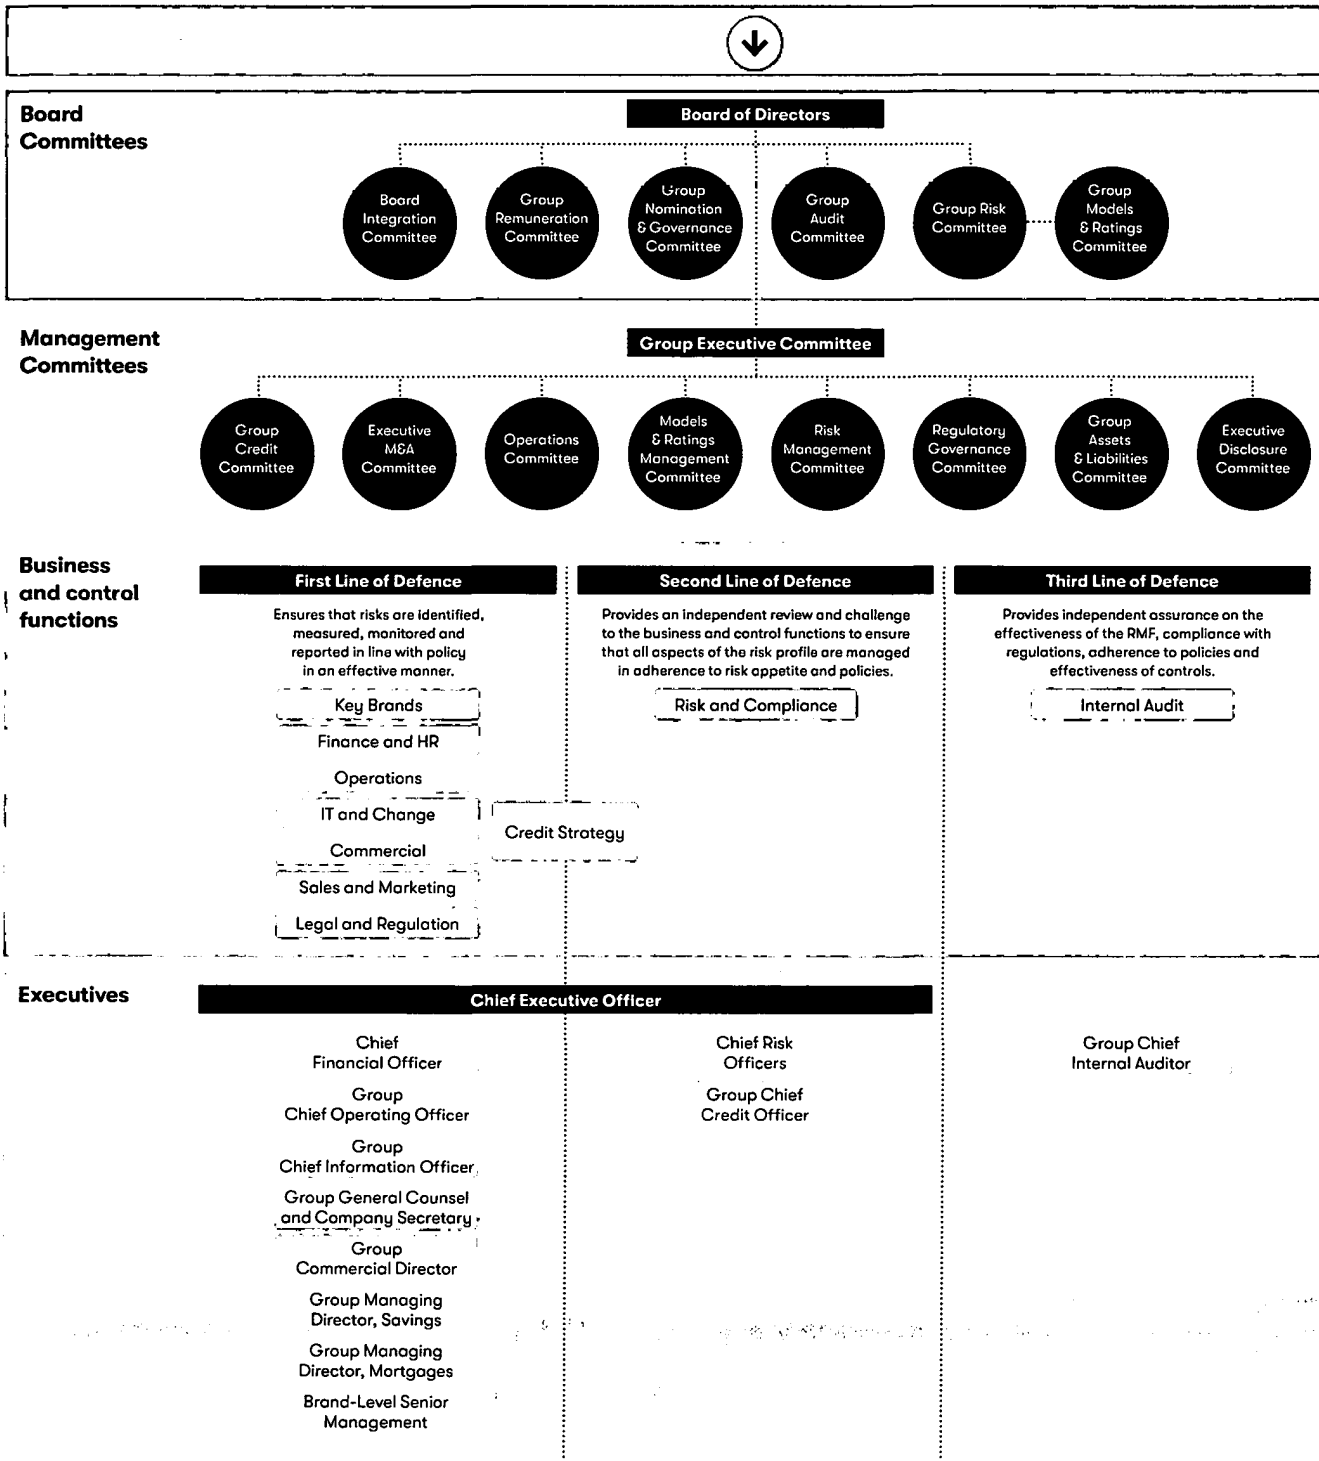 Board
Committees
Board of Directors
Board
Integration
Committee
Group
Remuneration
Committee
Group
Nomination
& Governance
Committee
Group
Audit
Committee
Group Risk
Committee
Group
Models
& Ratings
Committee
Management
Committees
Group Executive Committee
Group
Credit
Committee
Executive
M&A
Committee
Operations
Committee
Models
& Ratings
Management
Committee
Risk
Management
Committee
Regulatory
Governance
Committee
Group
Assets
& Liabilities
Committee
Executive
Disclosure
Committee
Business
and control
functions
First Line of Defence
Ensures that risks are identified,
measured, monitored and
reported in line with policy
in an effective manner.
Key Brands
Finance and HR
Operations
IT and Change
Commercial
Sales and Marketing
Legal and Regulation
Credit Strategy
Second Line of Defence
Provides an independent review and challenge
to the business and control functions to ensure
that all aspects of the risk profile are managed
in adherence to risk appetite and policies.
Risk and Compliance
Third Line of Defence
Provides independent assurance on the
effectiveness of the RMF, compliance with
regulations, adherence to policies and
effectiveness of controls.
Internal Audit
Executives
Chief Executive Officer
Chief
Financial Officer
Group
Chief Operating Officer
Group
Chief Information Officer
Group General Counsel
and Company Secretary
Group
Commercial Director
Group Managing
Director, Savings
Group Managing
Director, Mortgages
Brand-Level Senior
Management
Chief Risk
Officers
Group Chief
Credit Officer
Group Chief
Internal Auditor